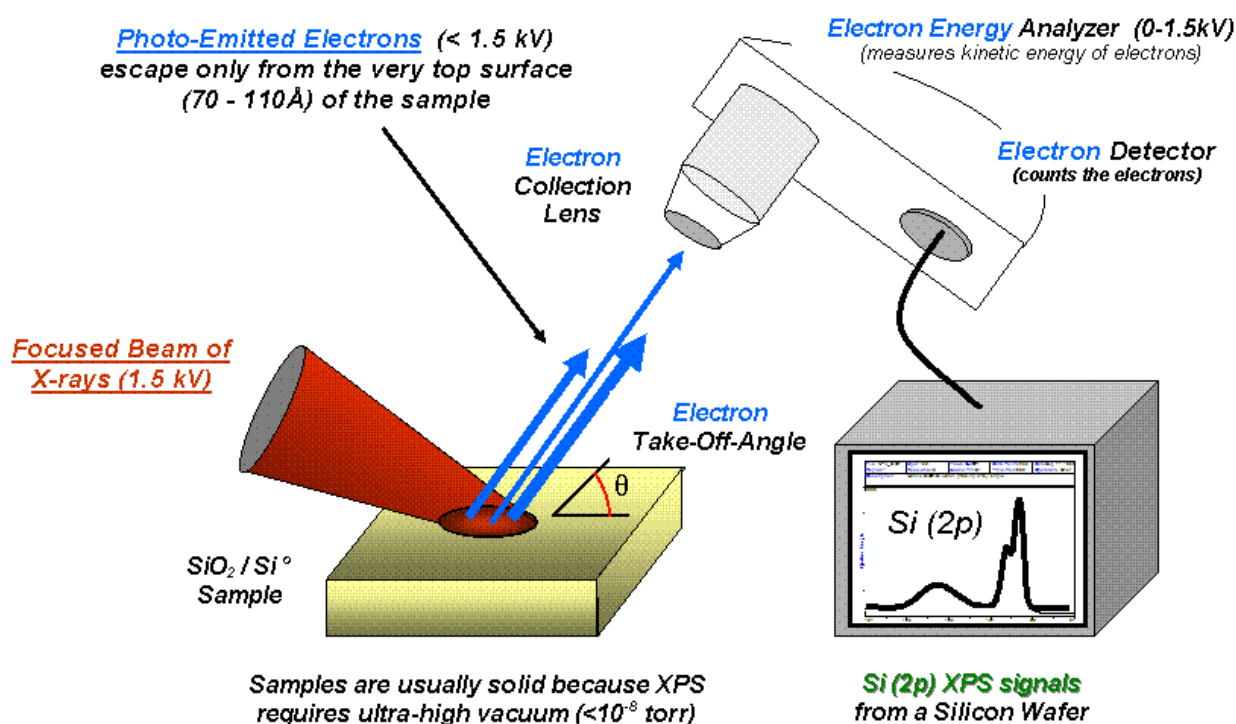 Photo-Emitted Electrons (< 1.5 kV)
escape only from the very top surface
(70 - 110Å) of the sample
Electron Energy Analyzer (0-1.5kV)
(measures kinetic energy of electrons)
Electron
Collection
Lens
Electron Detector
(counts the electrons)
Focused Beam of
X-rays (1.5 kV)
Electron
Take-Off-Angle
θ
Si (2p)
SiO₂ / Si°
Sample
Samples are usually solid because XPS
requires ultra-high vacuum (<10⁻⁸ torr)
Si (2p) XPS signals
from a Silicon Wafer